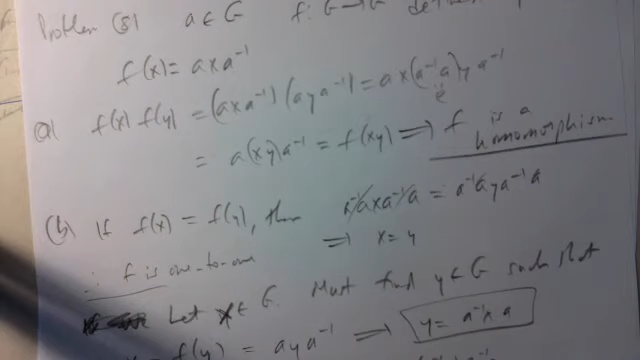 Problem (8) a ∈ G f: G → G
f(x) = axa⁻¹
(a) f(x) f(y) = (axa⁻¹)(aya⁻¹) = ax(a⁻¹a)ya⁻¹
e
= a(xy)a⁻¹ = f(xy) ⟹ f is a homomorphism
(b) If f(x) = f(y), then a⁻¹axa⁻¹a = a⁻¹aya⁻¹a
⟹ x = y
∴ f is one-to-one
Let x ∈ G. Must find y ∈ G such that
f(y) = aya⁻¹ ⟹ y = a⁻¹xa